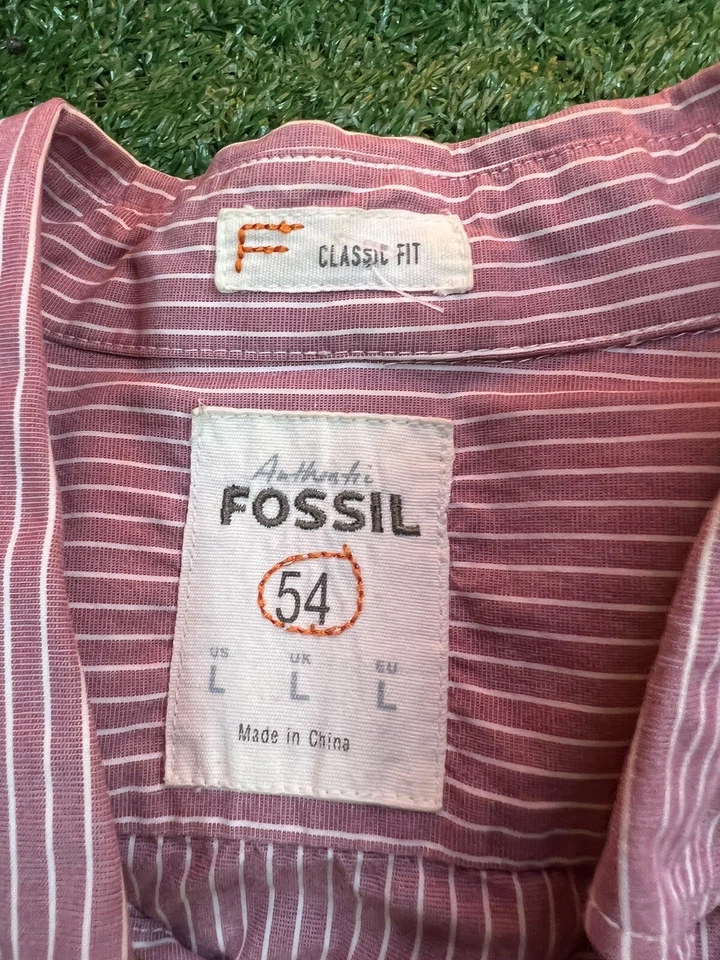 F CLASSIC FIT
Authentic
FOSSIL
54
US UK EU
L L L
Made in China